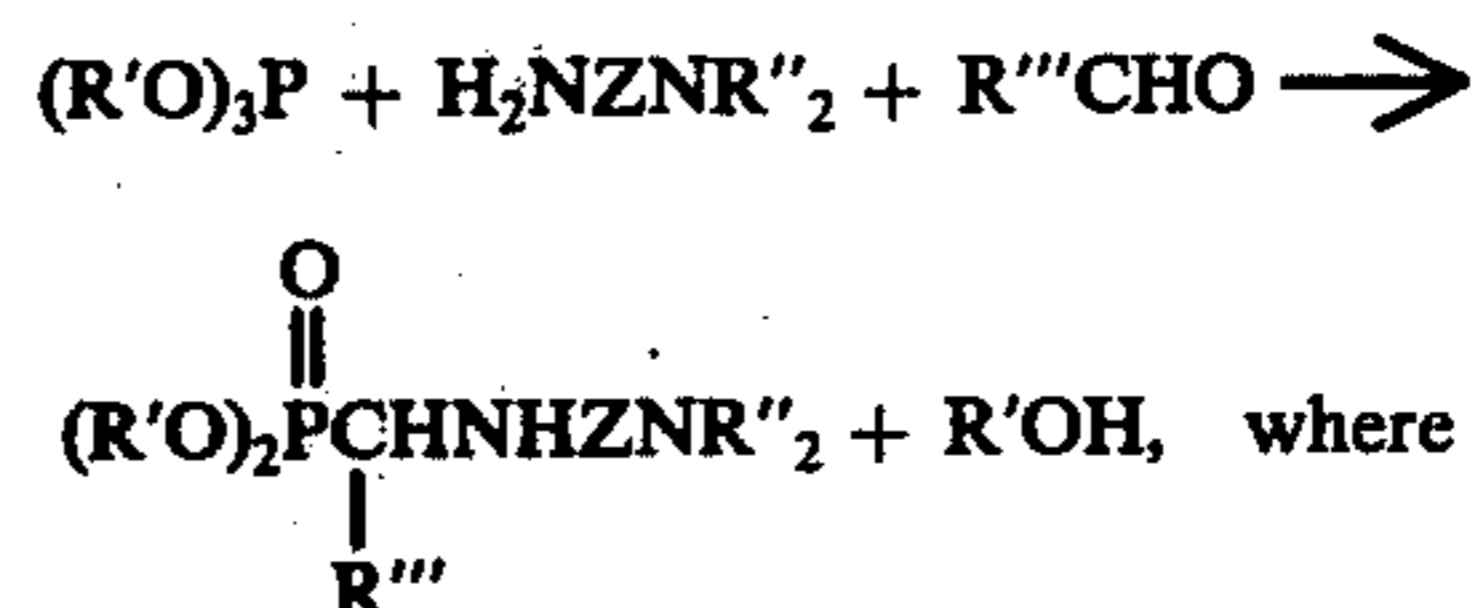 (R'O)₃P + H₂NZNR''₂ + R'''CHO ⟶
O
||
(R'O)₂PCHNHZNR''₂ + R'OH, where
|
R'''